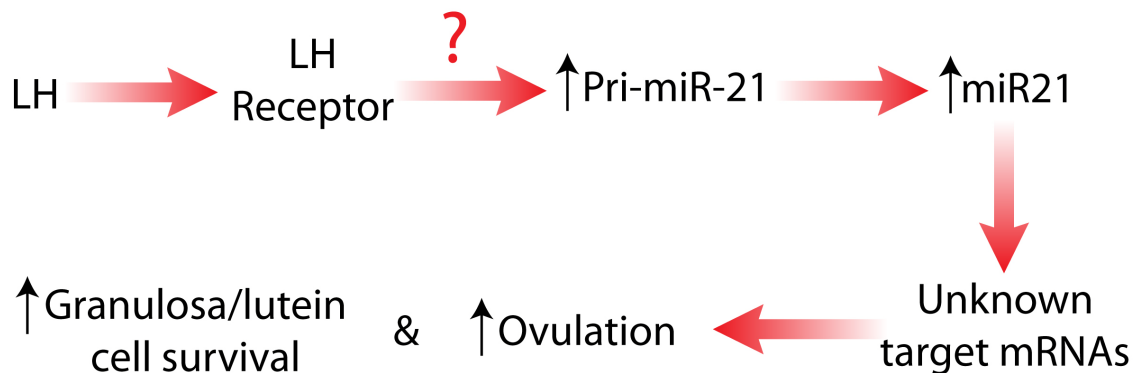 LH
LH
Receptor
?
↑Pri-miR-21
↑miR21
Unknown
target mRNAs
↑Ovulation
&
↑Granulosa/lutein
cell survival